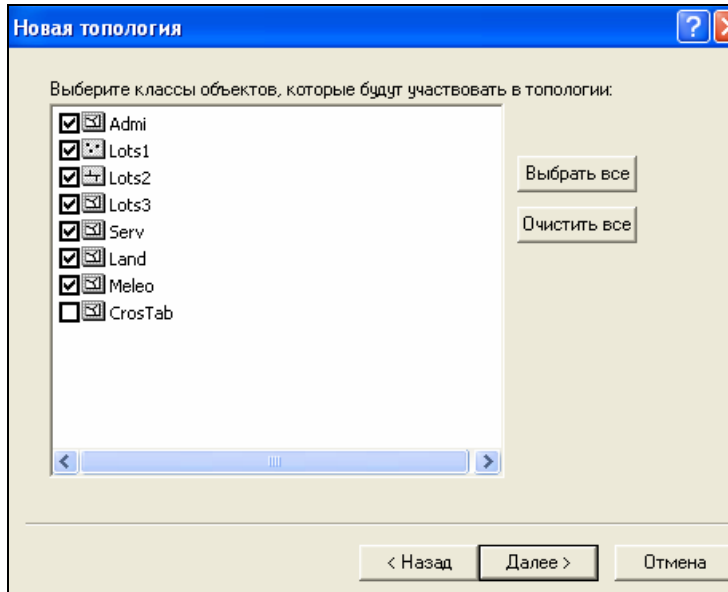 Новая топология
?
Выберите классы объектов, которые будут участвовать в топологии:
Admi
Lots1
Lots2
Lots3
Serv
Land
Meleo
CrosTab
Выбрать все
Очистить все
< Назад
Далее >
Отмена